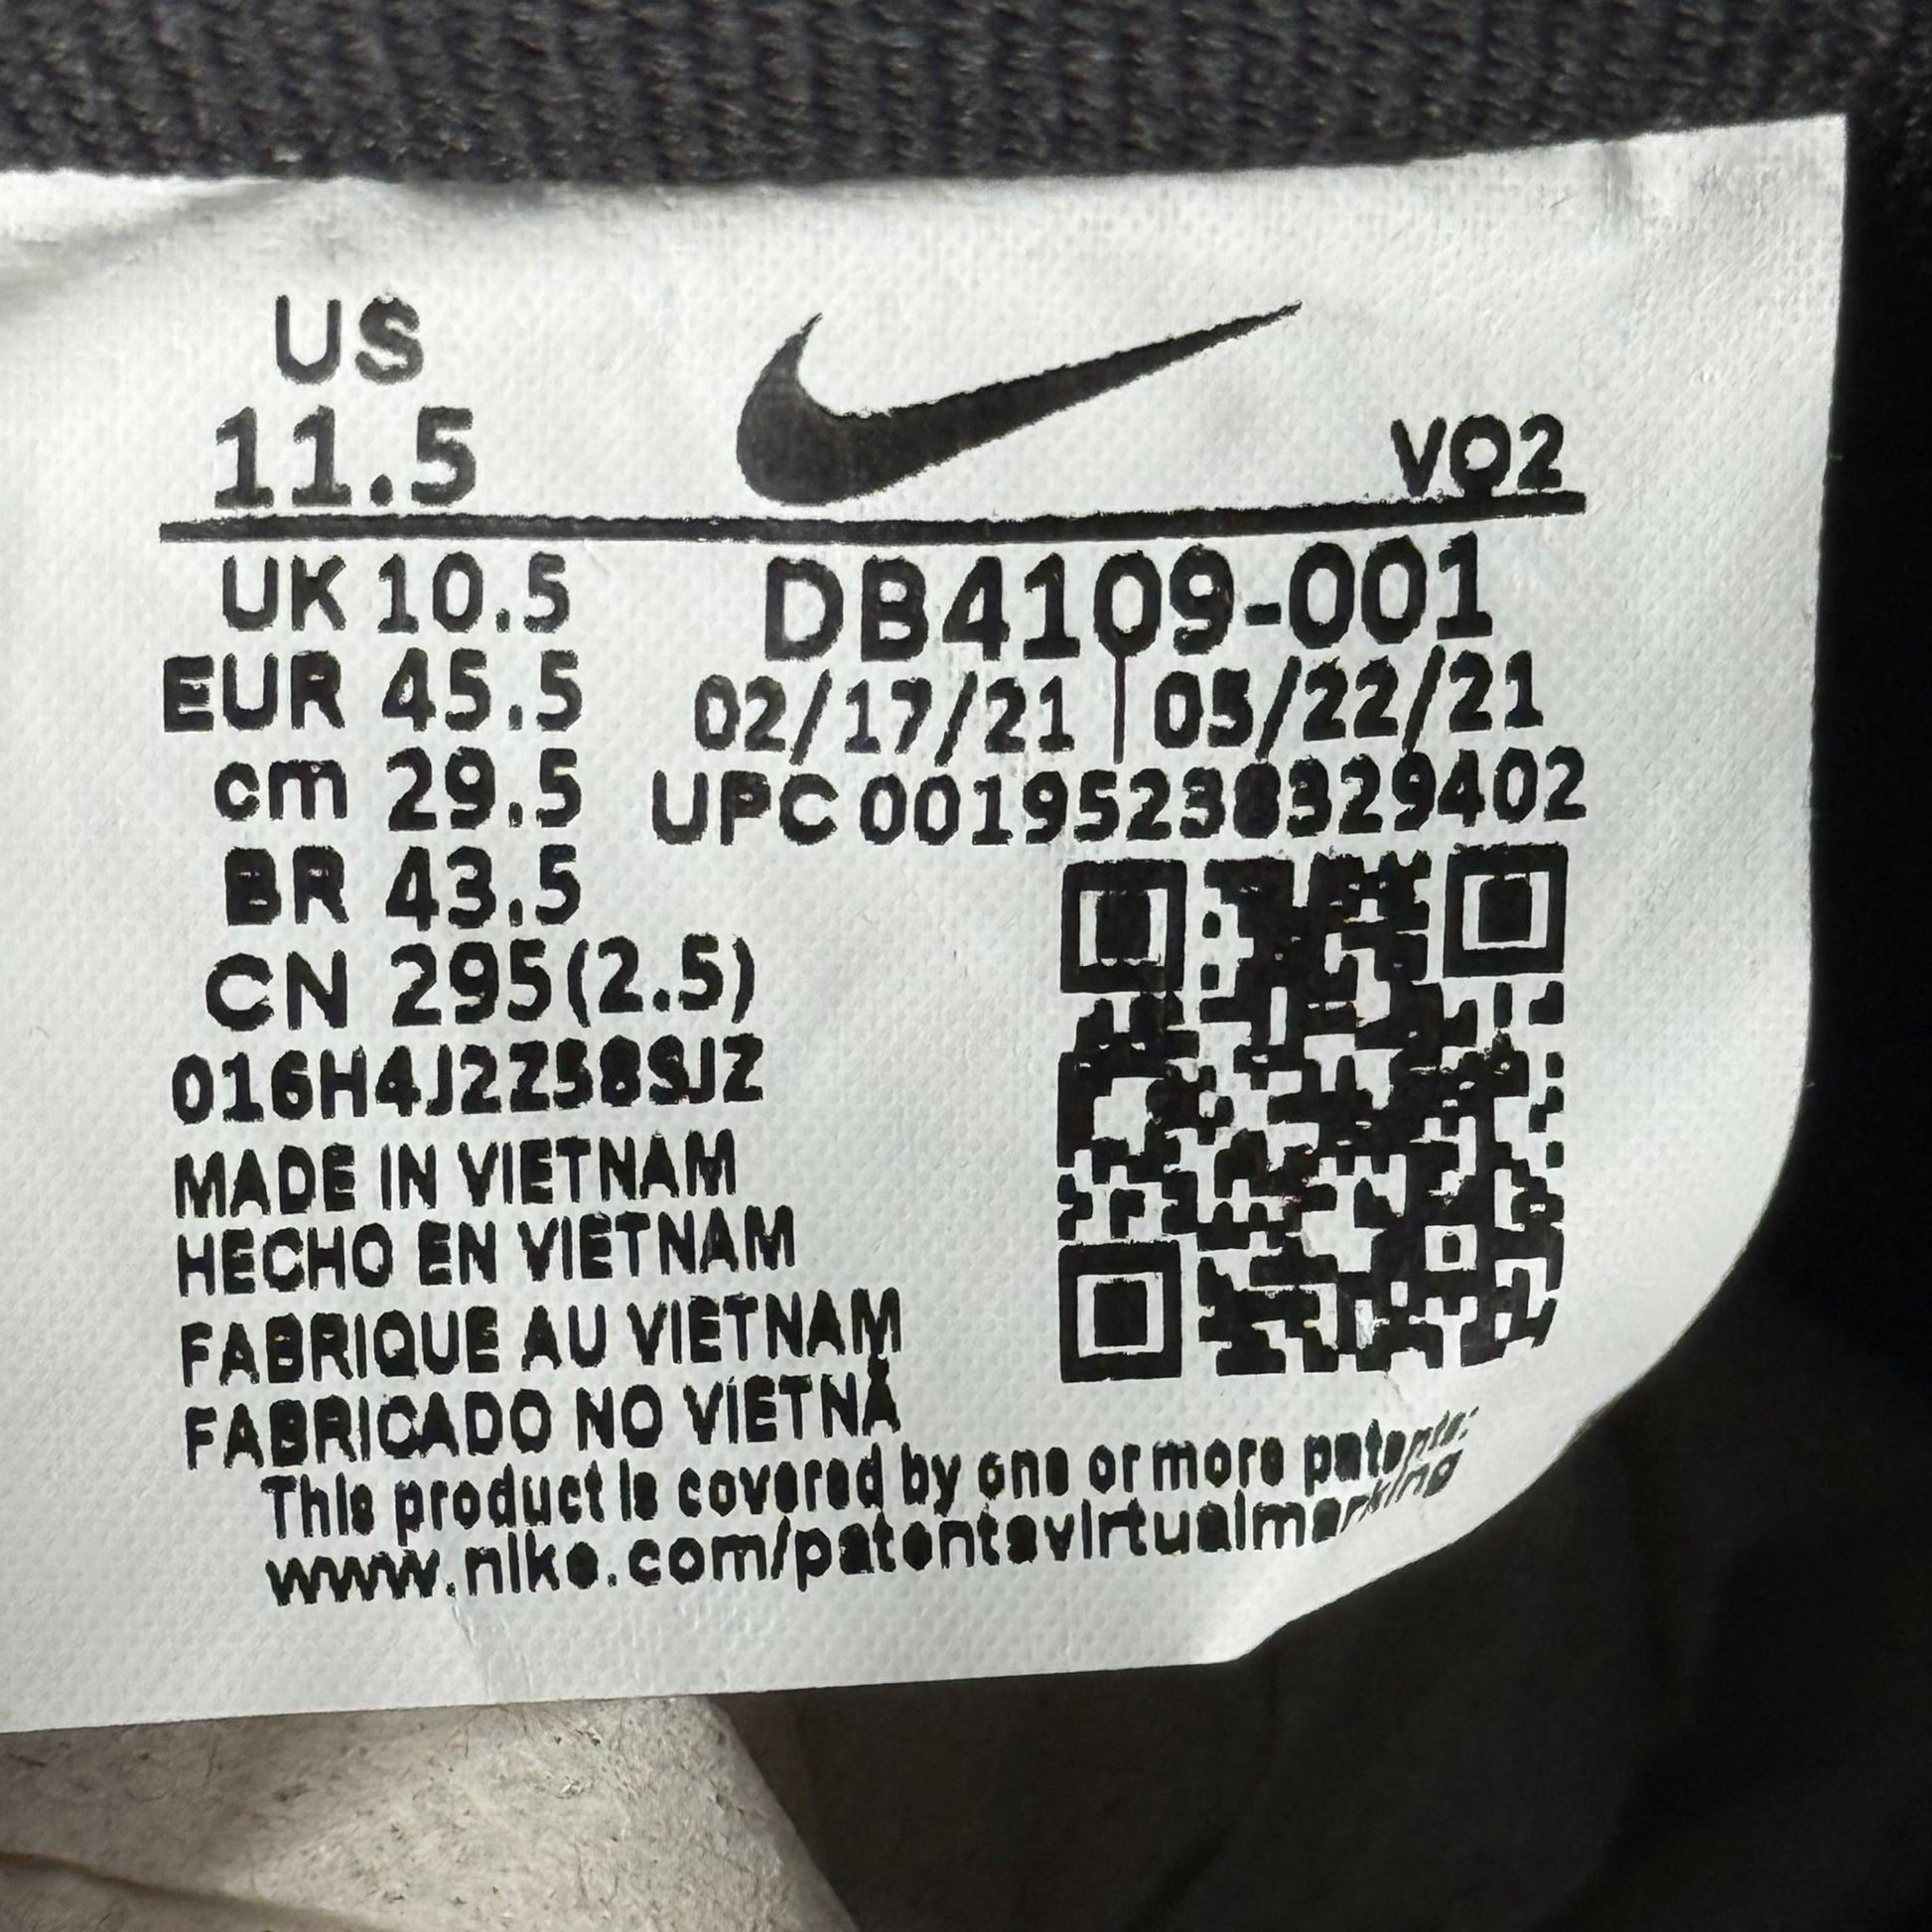 US
11.5
VO2
UK 10.5
DB4109-001
EUR 45.5
02/17/21 | 05/22/21
cm 29.5
UPC 00195238329402
BR 43.5
CN 295(2.5)
016H4J2Z58SJZ
MADE IN VIETNAM
HECHO EN VIETNAM
FABRIQUE AU VIETNAM
FABRICADO NO VIETNÃ
This product is covered by one or more patents:
www.nike.com/patentsvirtualmarking